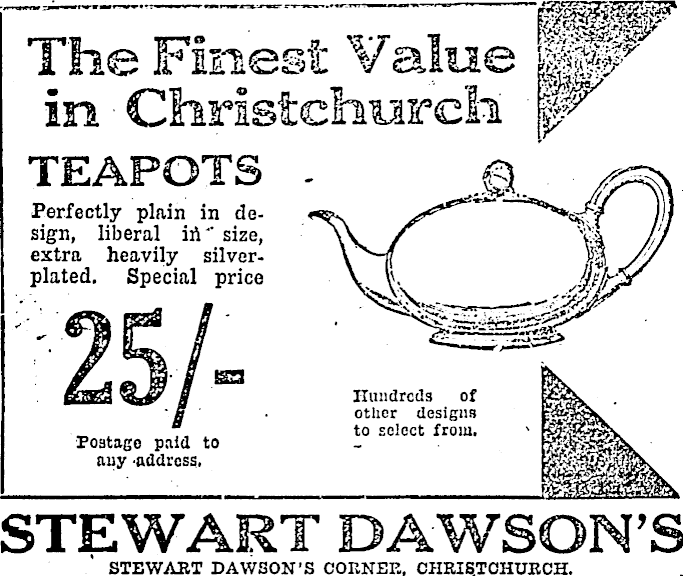 The Finest Value
in Christchurch
TEAPOTS
Perfectly plain in de-
sign, liberal in size,
extra heavily silver-
plated. Special price
25/-
Postage paid to
any address.
Hundreds of
other designs
to select from.
STEWART DAWSON'S
STEWART DAWSON'S CORNER, CHRISTCHURCH.